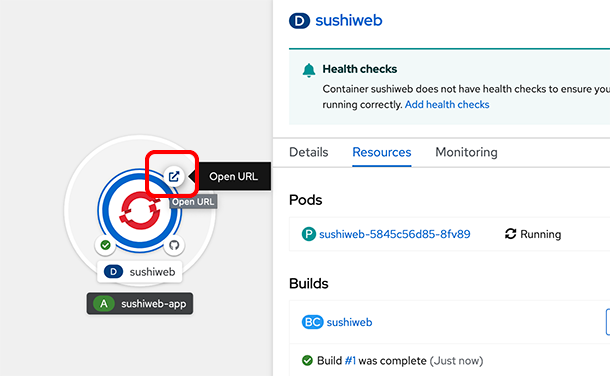 D sushiweb
Health checks
Container sushiweb does not have health checks to ensure you
running correctly. Add health checks
Details Resources Monitoring
Open URL
Open URL
Pods
P sushiweb-5845c56d85-8fv89 Running
D sushiweb
A sushiweb-app
Builds
BC sushiweb
Build #1 was complete (Just now)